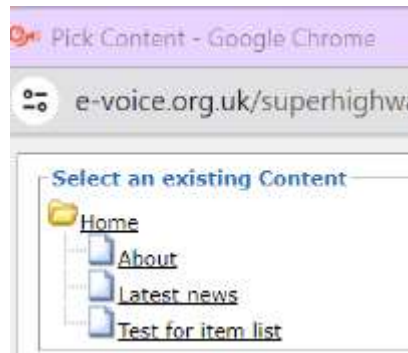 Pick Content - Google Chrome
e-voice.org.uk/superhighwa
Select an existing Content
Home
About
Latest news
Test for item list